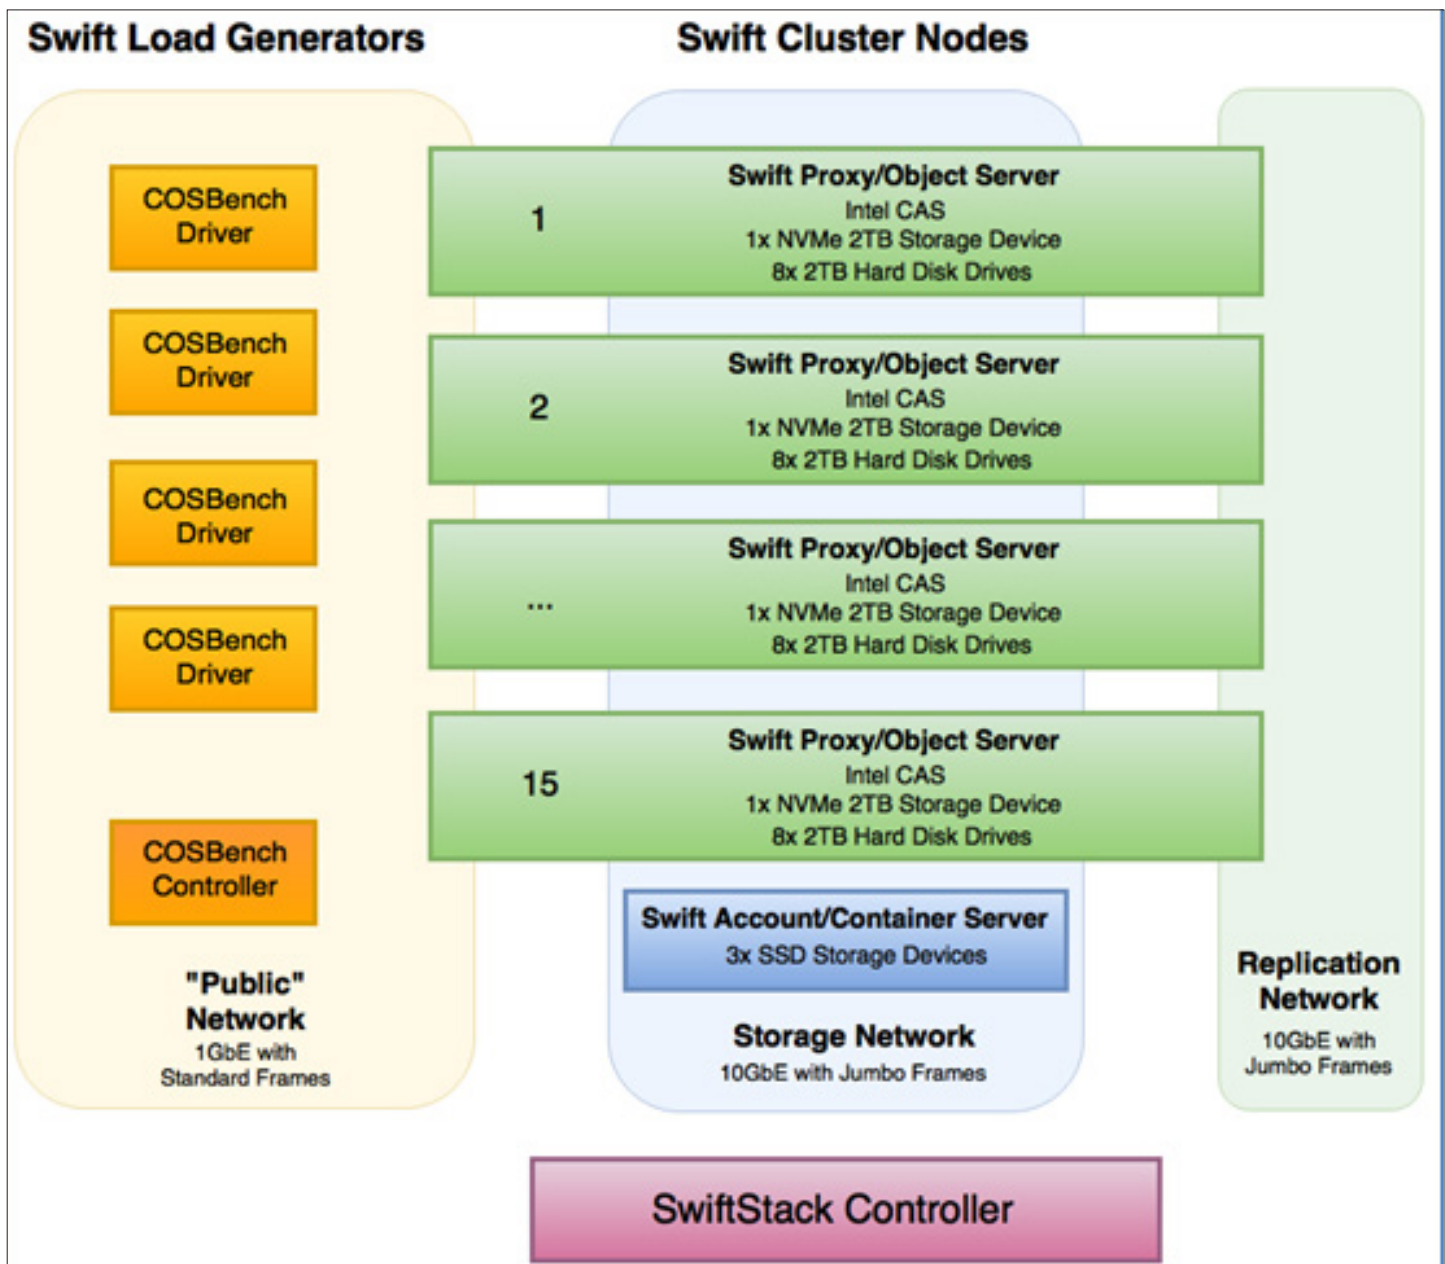 Swift Load Generators
Swift Cluster Nodes
COSBench
Driver
COSBench
Driver
COSBench
Driver
COSBench
Driver
COSBench
Controller
"Public"
Network
1GbE with
Standard Frames
1
Swift Proxy/Object Server
Intel CAS
1x NVMe 2TB Storage Device
8x 2TB Hard Disk Drives
2
Swift Proxy/Object Server
Intel CAS
1x NVMe 2TB Storage Device
8x 2TB Hard Disk Drives
...
Swift Proxy/Object Server
Intel CAS
1x NVMe 2TB Storage Device
8x 2TB Hard Disk Drives
15
Swift Proxy/Object Server
Intel CAS
1x NVMe 2TB Storage Device
8x 2TB Hard Disk Drives
Swift Account/Container Server
3x SSD Storage Devices
Storage Network
10GbE with Jumbo Frames
Replication
Network
10GbE with
Jumbo Frames
SwiftStack Controller